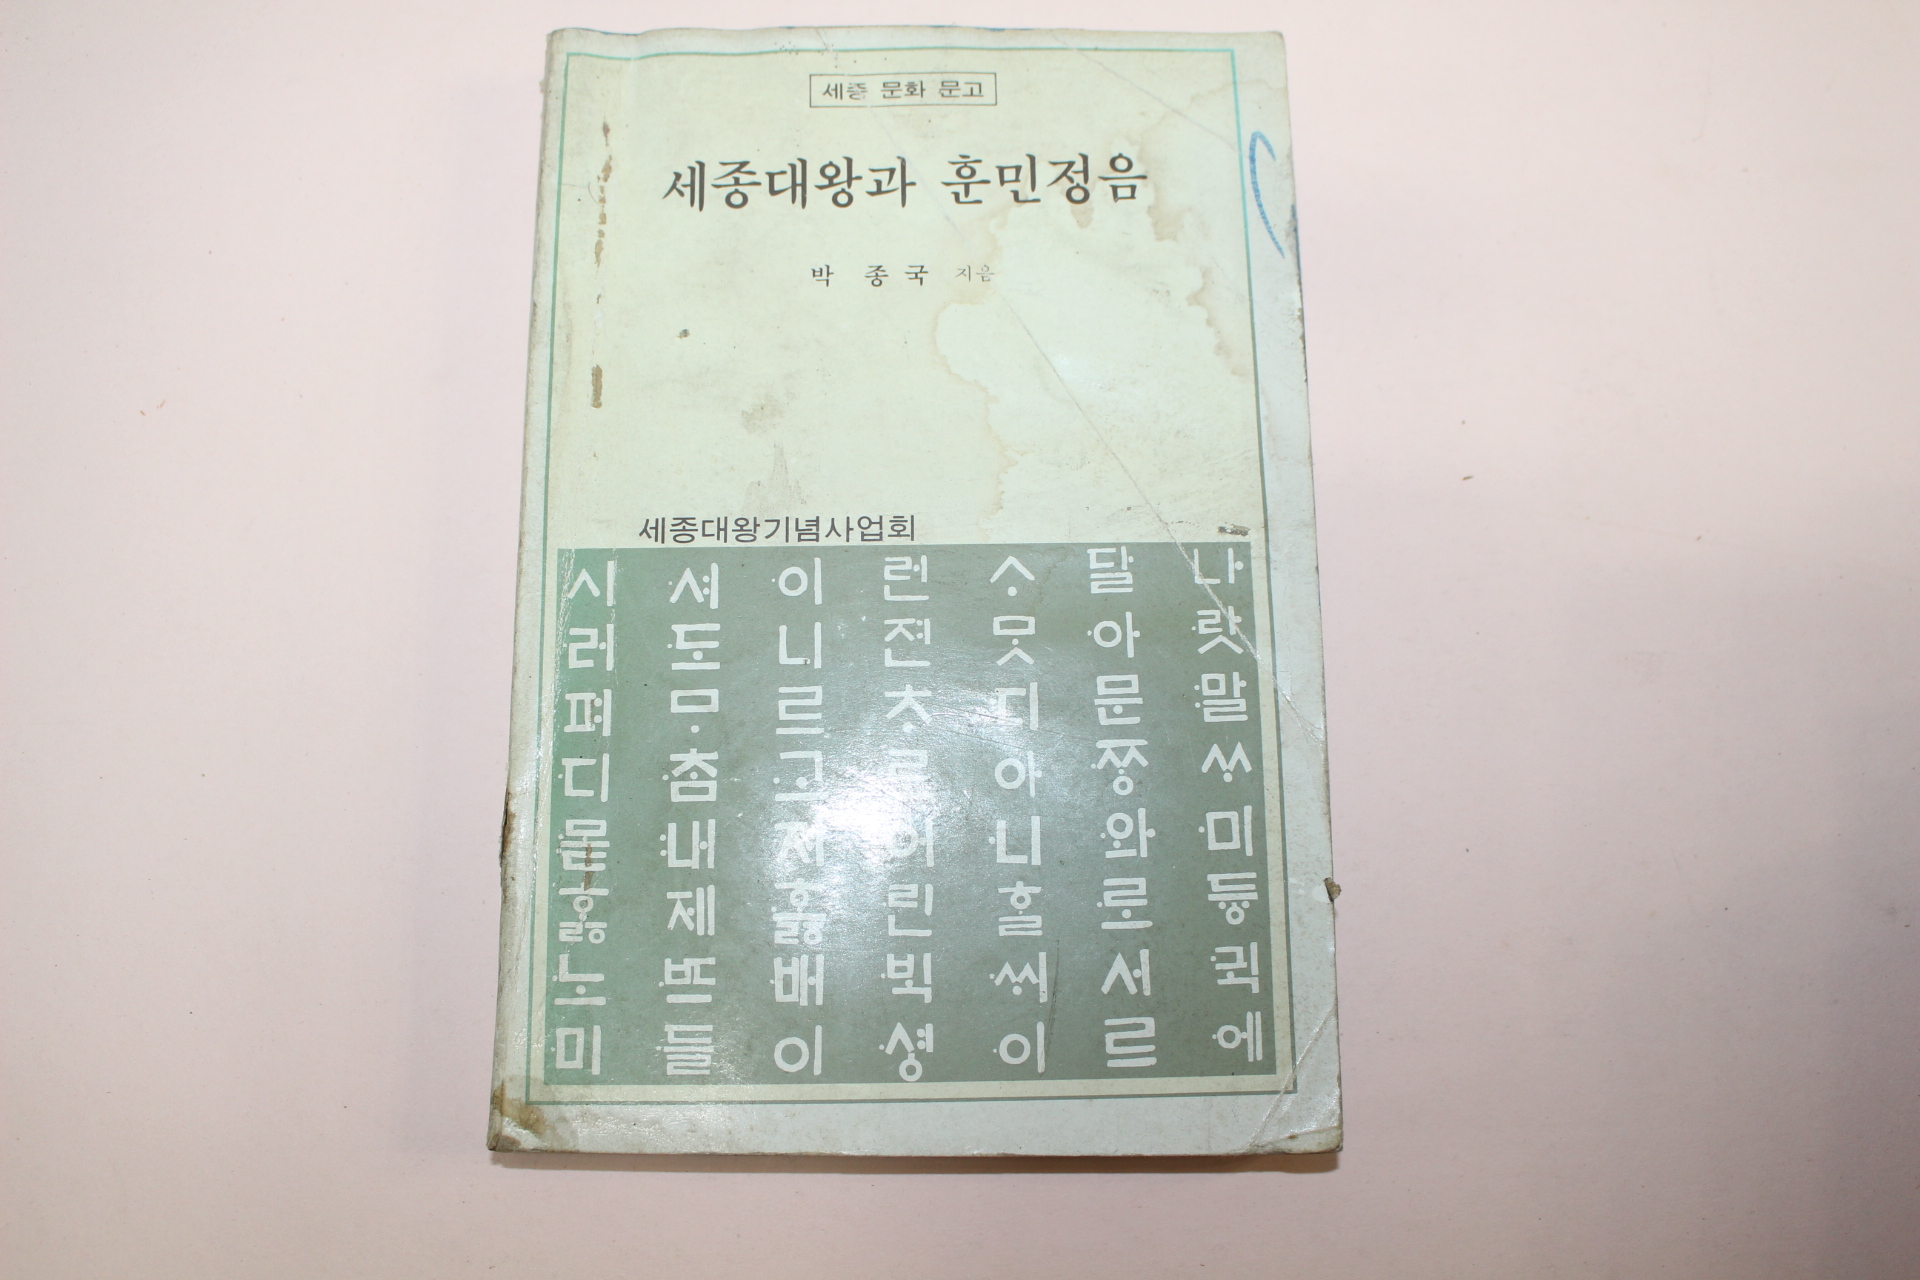 세종 문화 문고
세종대왕과 훈민정음
박 종 국 지음
세종대왕기념사업회
나랏말ᄊᆞ미듕귁에
달아문ᄍᆞᆼ와로서르
ᄉᆞᄆᆞᆺ디아니ᄒᆞᆯᄊᆡ이
런젼ᄎᆞ로어린ᄇᆡᆨ셩
이니르고져호ᇙ배이
셔도ᄆᆞᄎᆞᆷ내제ᄠᅳ들
시러펴디몯ᄒᆞᇙ노미